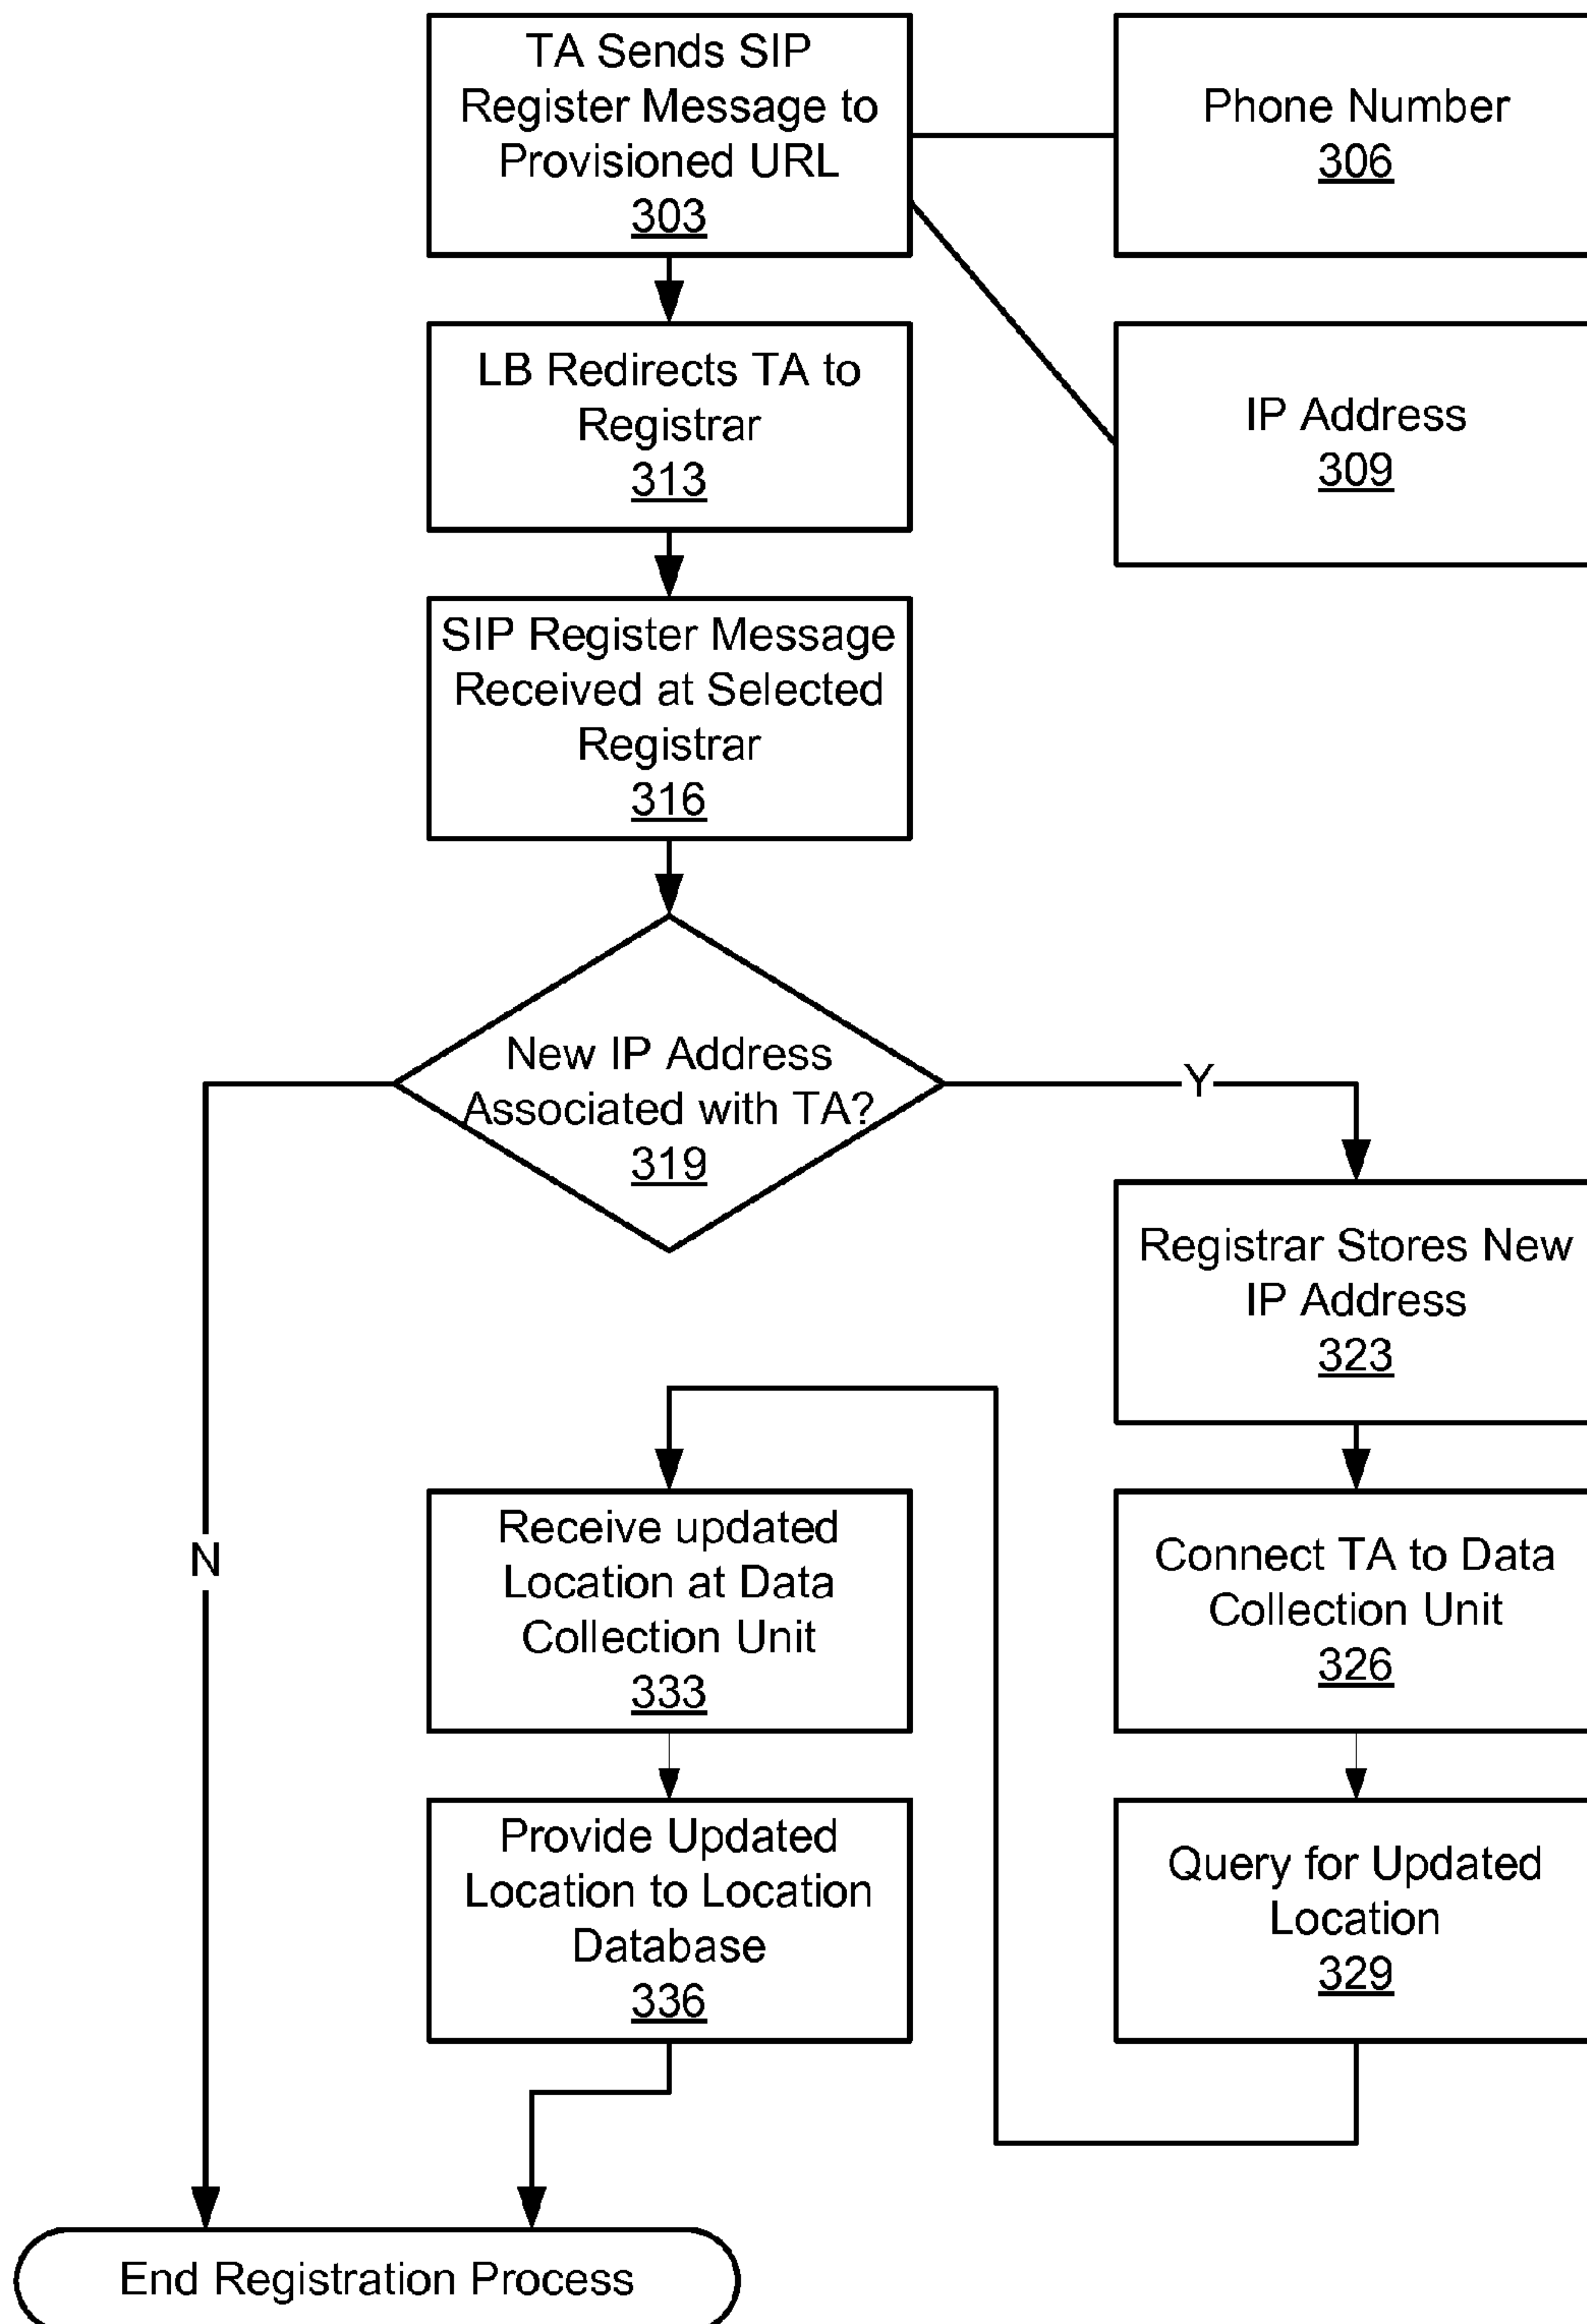 TA Sends SIP
Register Message to
Provisioned URL
303
Phone Number
306
LB Redirects TA to
Registrar
313
IP Address
309
SIP Register Message
Received at Selected
Registrar
316
New IP Address
Associated with TA?
319
Y
Registrar Stores New
IP Address
323
N
Receive updated
Location at Data
Collection Unit
333
Connect TA to Data
Collection Unit
326
Provide Updated
Location to Location
Database
336
Query for Updated
Location
329
End Registration Process